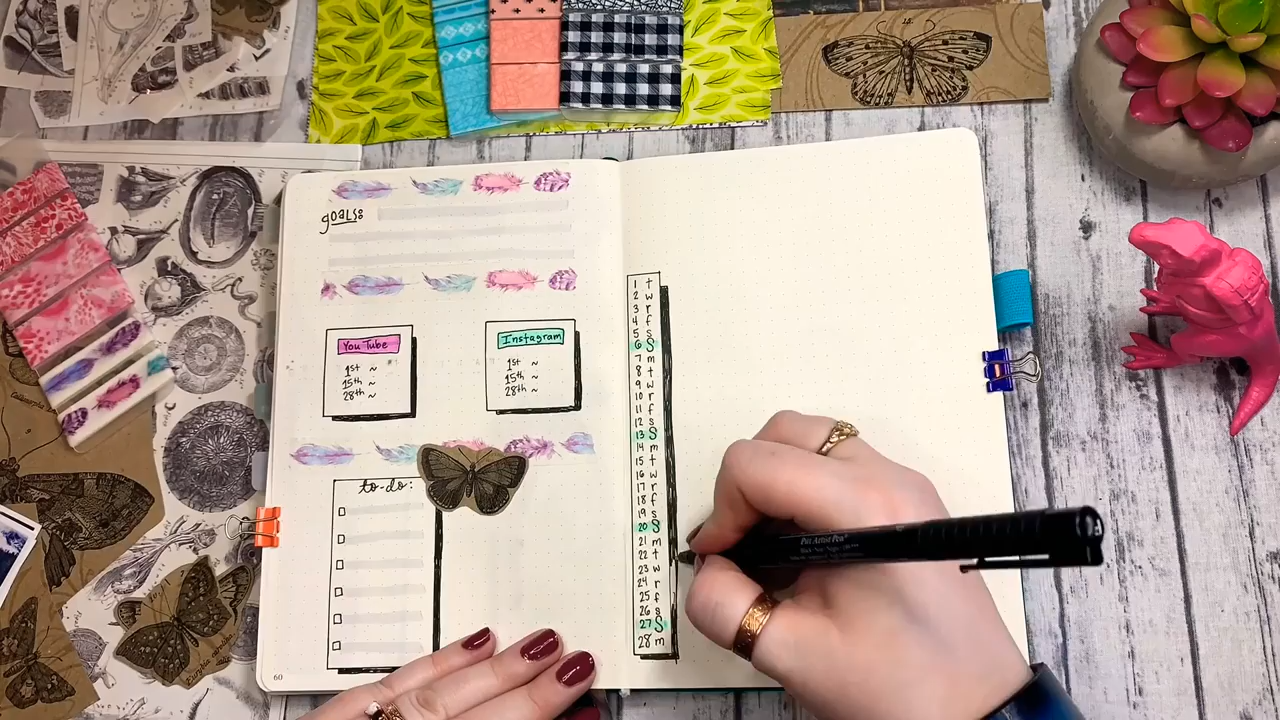 goals:
You Tube
1st ~
15th ~
28th ~
Instagram
1st ~
15th ~
28th ~
to-do:
1 t
2 w
3 r
4 f
5 s
6 S
7 m
8 t
9 w
10 r
11 f
12 s
13 S
14 m
15 t
16 w
17 r
18 f
19 s
20 S
21 m
22 t
23 w
24 r
25 f
26 s
27 S
28 m
60
Pitt Artist Pen
15.